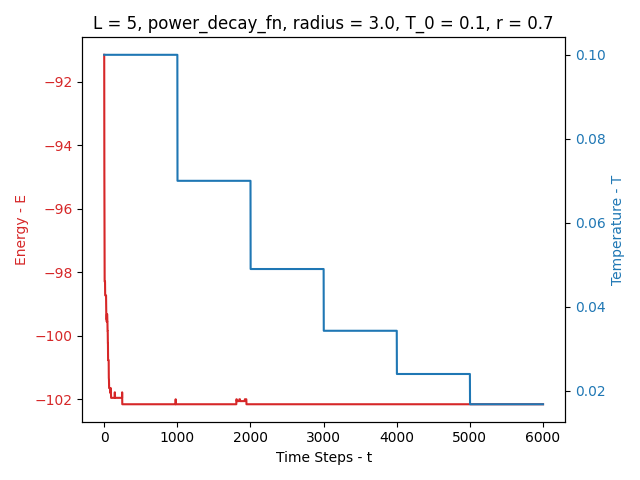 L = 5, power_decay_fn, radius = 3.0, T_0 = 0.1, r = 0.7
−92
−94
−96
−98
−100
−102
Energy - E
0.10
0.08
0.06
0.04
0.02
Temperature - T
0 1000 2000 3000 4000 5000 6000
Time Steps - t